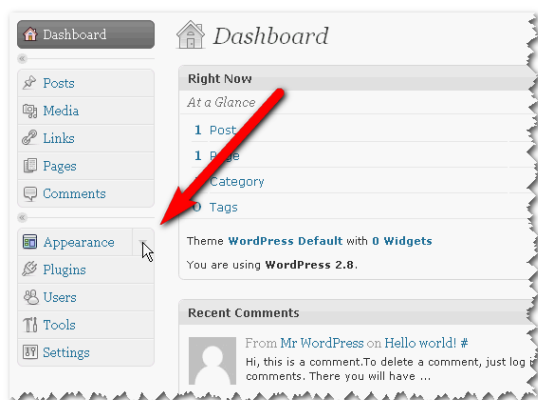 Dashboard
Posts
Media
Links
Pages
Comments
Appearance
Plugins
Users
Tools
Settings
Dashboard
Right Now
At a Glance
1 Post
1 Page
Category
0 Tags
Theme WordPress Default with 0 Widgets
You are using WordPress 2.8.
Recent Comments
From Mr WordPress on Hello world! #
Hi, this is a comment.To delete a comment, just log
comments. There you will have ...